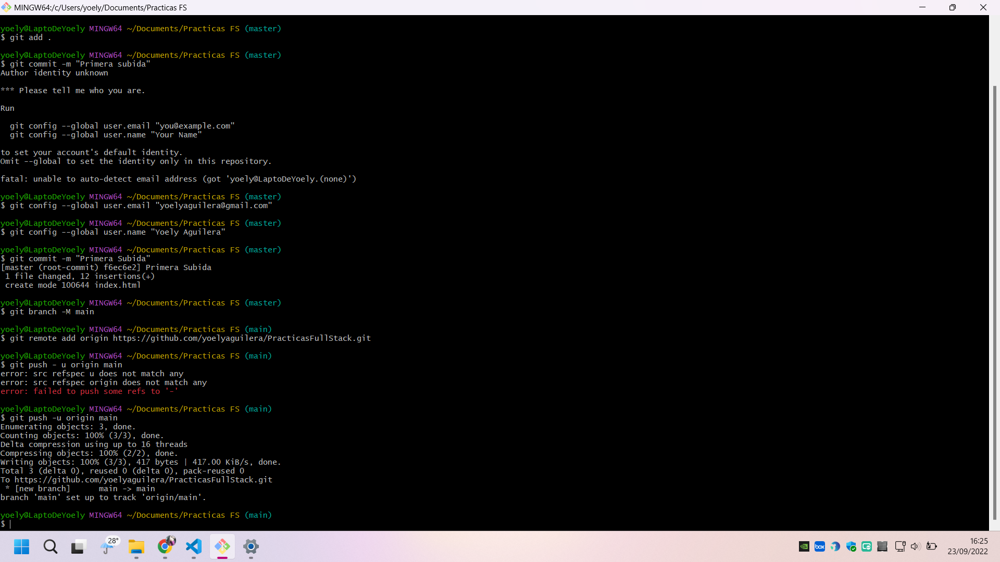 MINGW64:/c/Users/yoely/Documents/Practicas FS
yoely@LaptoDeYoely MINGW64 ~/Documents/Practicas FS (master)
$ git add .
yoely@LaptoDeYoely MINGW64 ~/Documents/Practicas FS (master)
$ git commit -m "Primera subida"
Author identity unknown
*** Please tell me who you are.
Run
git config --global user.email "you@example.com"
git config --global user.name "Your Name"
to set your account's default identity.
Omit --global to set the identity only in this repository.
fatal: unable to auto-detect email address (got 'yoely@LaptoDeYoely.(none)')
yoely@LaptoDeYoely MINGW64 ~/Documents/Practicas FS (master)
$ git config --global user.email "yoelyaguilera@gmail.com"
yoely@LaptoDeYoely MINGW64 ~/Documents/Practicas FS (master)
$ git config --global user.name "Yoely Aguilera"
yoely@LaptoDeYoely MINGW64 ~/Documents/Practicas FS (master)
$ git commit -m "Primera Subida"
[master (root-commit) f6ec6e2] Primera Subida
1 file changed, 12 insertions(+)
create mode 100644 index.html
yoely@LaptoDeYoely MINGW64 ~/Documents/Practicas FS (master)
$ git branch -M main
yoely@LaptoDeYoely MINGW64 ~/Documents/Practicas FS (main)
$ git remote add origin https://github.com/yoelyaguilera/PracticasFullStack.git
yoely@LaptoDeYoely MINGW64 ~/Documents/Practicas FS (main)
$ git push - u origin main
error: src refspec u does not match any
error: src refspec origin does not match any
error: failed to push some refs to '-'
yoely@LaptoDeYoely MINGW64 ~/Documents/Practicas FS (main)
$ git push -u origin main
Enumerating objects: 3, done.
Counting objects: 100% (3/3), done.
Delta compression using up to 16 threads
Compressing objects: 100% (2/2), done.
Writing objects: 100% (3/3), 417 bytes | 417.00 KiB/s, done.
Total 3 (delta 0), reused 0 (delta 0), pack-reused 0
To https://github.com/yoelyaguilera/PracticasFullStack.git
* [new branch]      main -> main
branch 'main' set up to track 'origin/main'.
yoely@LaptoDeYoely MINGW64 ~/Documents/Practicas FS (main)
$
28°
box
16:25
23/09/2022